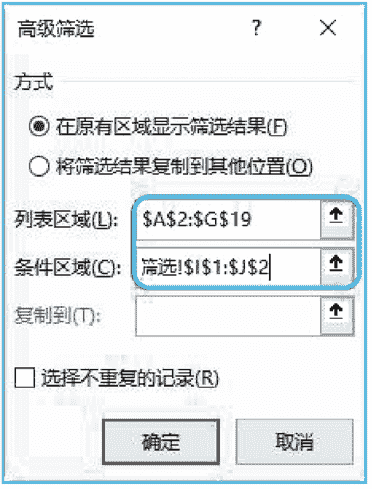 高级筛选 ?
方式
在原有区域显示筛选结果(F)
将筛选结果复制到其他位置(O)
列表区域(L): $A$2:$G$19
条件区域(C): 筛选!$I$1:$J$2
复制到(T):
选择不重复的记录(R)
确定 取消